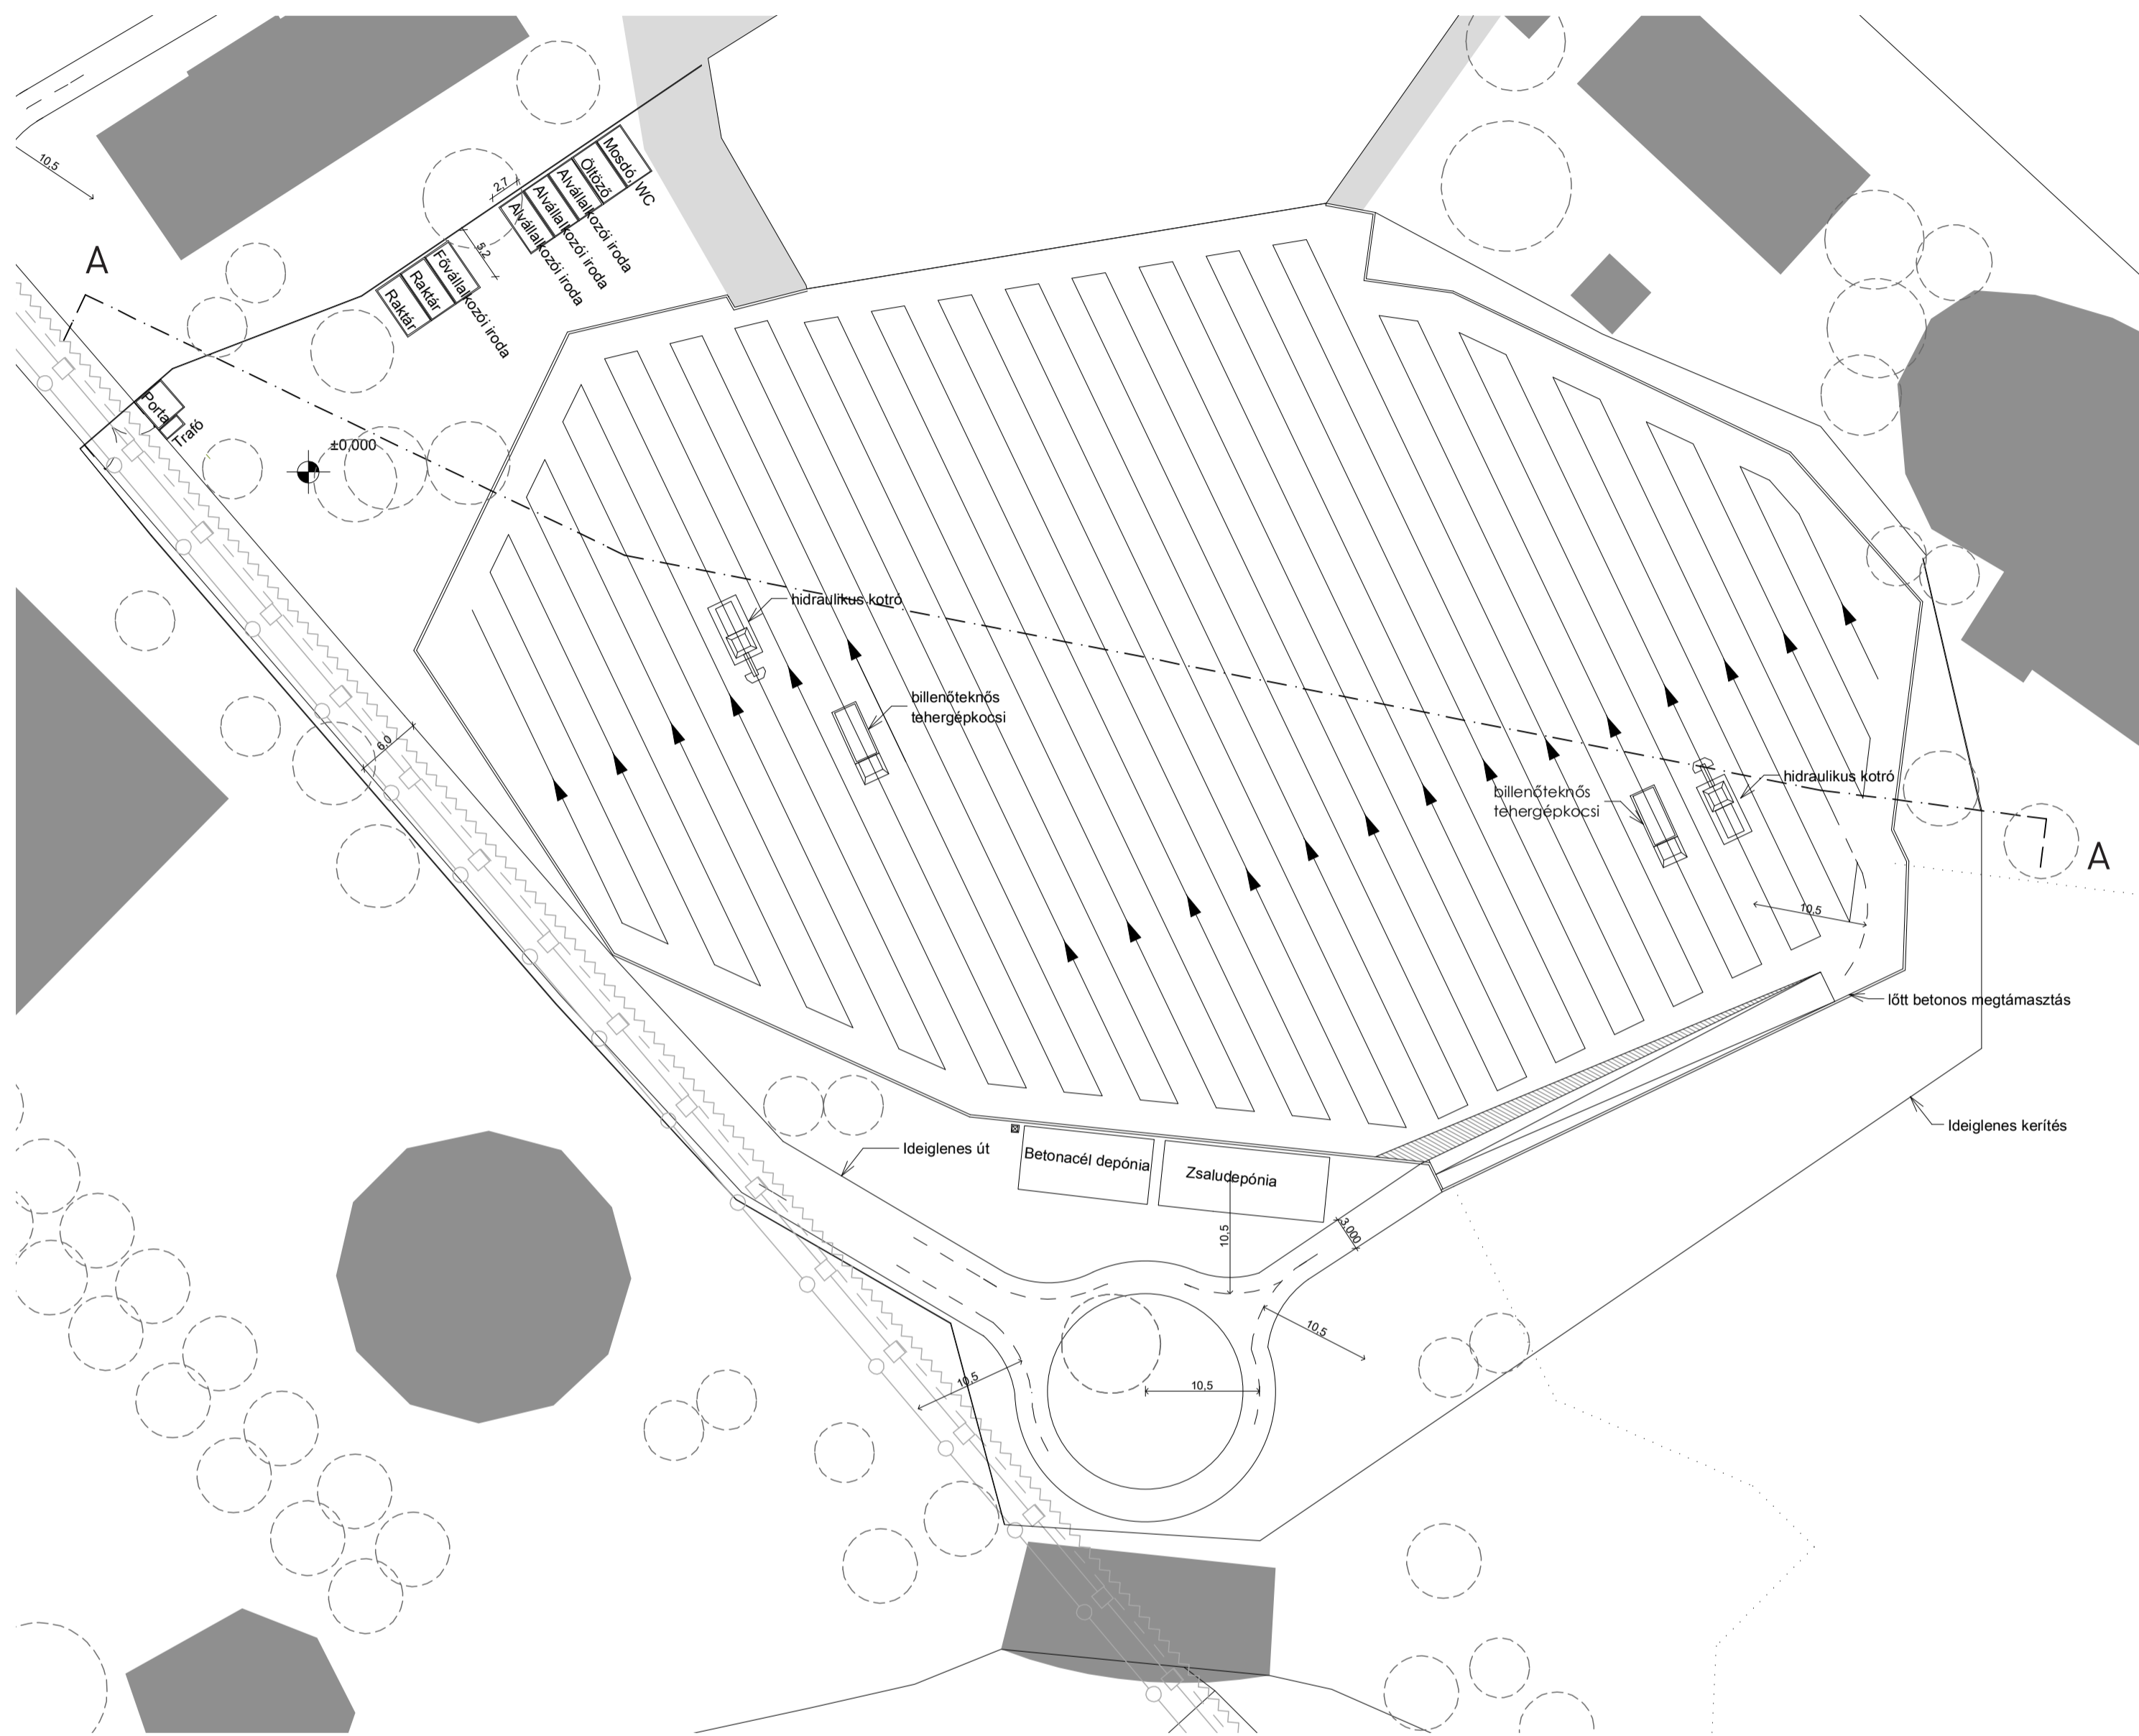 10,5
Mosdó, WC
Öltöző
Alvállalkozói iroda
Alvállalkozói iroda
Alvállalkozói iroda
2,7
5,2
Fővállalkozói iroda
Raktár
Raktár
A
Porta
Trafó
±0,000
hidraulikus kotró
billenőteknős
tehergépkocsi
6,0
hidraulikus kotró
billenőteknős
tehergépkocsi
A
10,5
lőtt betonos megtámasztás
Ideiglenes kerítés
Ideiglenes út
Betonacél depónia
Zsaludepónia
10,5
3,000
10,5
10,5
10,5